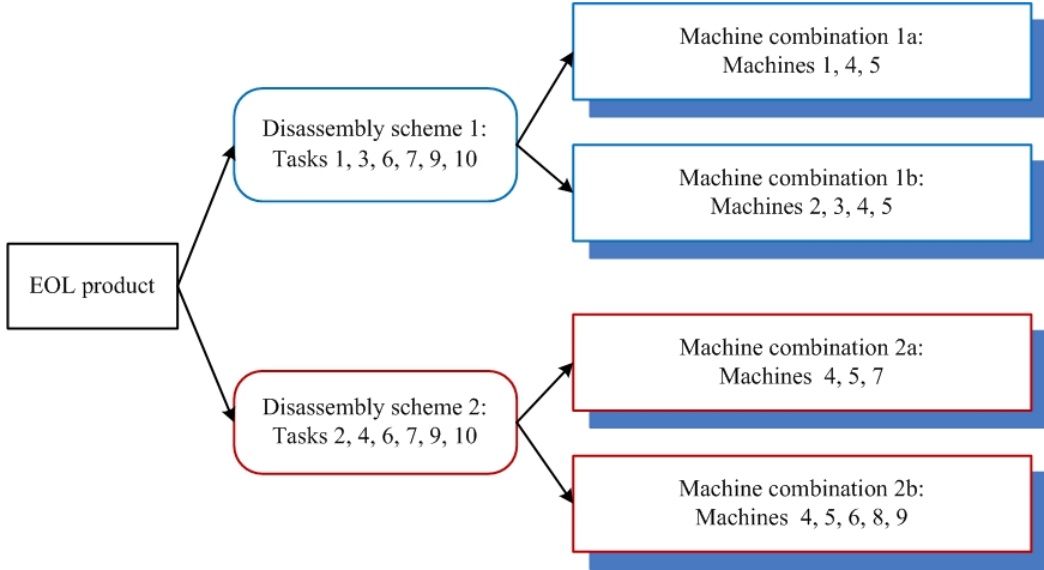 EOL product
Disassembly scheme 1:
Tasks 1, 3, 6, 7, 9, 10
Machine combination 1a:
Machines 1, 4, 5
Machine combination 1b:
Machines 2, 3, 4, 5
Disassembly scheme 2:
Tasks 2, 4, 6, 7, 9, 10
Machine combination 2a:
Machines 4, 5, 7
Machine combination 2b:
Machines 4, 5, 6, 8, 9